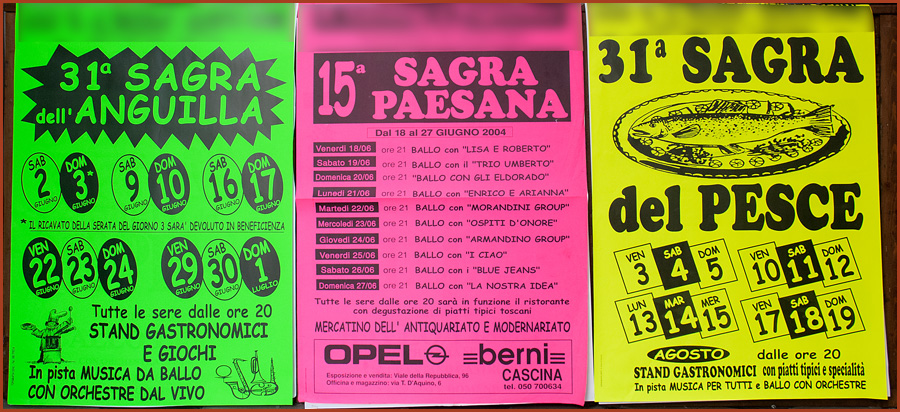 31ª SAGRA
dell'ANGUILLA
SAB 2 GIUGNO
DOM 3* GIUGNO
SAB 9 GIUGNO
DOM 10 GIUGNO
SAB 16 GIUGNO
DOM 17 GIUGNO
* IL RICAVATO DELLA SERATA DEL GIORNO 3 SARA' DEVOLUTO IN BENEFICIENZA
VEN 22 GIUGNO
SAB 23 GIUGNO
DOM 24 GIUGNO
VEN 29 GIUGNO
SAB 30 GIUGNO
DOM 1 LUGLIO
Tutte le sere dalle ore 20
STAND GASTRONOMICI
E GIOCHI
In pista MUSICA DA BALLO
CON ORCHESTRE DAL VIVO
15ª SAGRA
PAESANA
Dal 18 al 27 GIUGNO 2004
Venerdì 18/06 ore 21 BALLO con "LISA E ROBERTO"
Sabato 19/06 ore 21 BALLO con il "TRIO UMBERTO"
Domenica 20/06 ore 21 "BALLO CON GLI ELDORADO"
Lunedì 21/06 ore 21 BALLO con "ENRICO E ARIANNA"
Martedì 22/06 ore 21 BALLO con "MORANDINI GROUP"
Mercoledì 23/06 ore 21 BALLO con "OSPITI D'ONORE"
Giovedì 24/06 ore 21 BALLO con "ARMANDINO GROUP"
Venerdì 25/06 ore 21 BALLO con "I CIAO"
Sabato 26/06 ore 21 BALLO con i "BLUE JEANS"
Domenica 27/06 ore 21 BALLO con "LA NOSTRA IDEA"
Tutte le sere dalle ore 20 sarà in funzione il ristorante
con degustazione di piatti tipici toscani
MERCATINO DELL' ANTIQUARIATO E MODERNARIATO
OPEL berni
CASCINA
Esposizione e vendita: Viale della Repubblica, 96
Officina e magazzino: via T. D'Aquino, 6
tel. 050 700634
31ª SAGRA
del PESCE
VEN 3
SAB 4
DOM 5
VEN 10
SAB 11
DOM 12
LUN 13
MAR 14
MER 15
VEN 17
SAB 18
DOM 19
AGOSTO dalle ore 20
STAND GASTRONOMICI con piatti tipici e specialità
In pista MUSICA PER TUTTI e BALLO CON ORCHESTRE